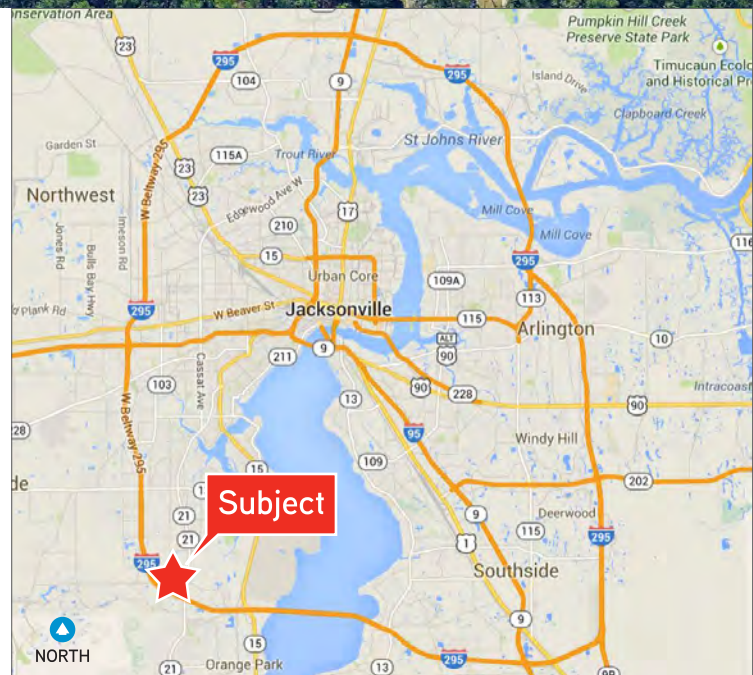 nservation Area
Pumpkin Hill Creek
Preserve State Park
23
295
104
9
295
Island Drive
Timucuan Ecolo
and Historical Pr
Clapboard Creek
Garden St
115A
Trout River
St Johns River
W Beltway 295
23
23
Northwest
Edgewood Ave W
17
Mill Cove
Jones Rd
Bulls Bay Hwy
Imeson Rd
210
Mill Cove
15
295
116
Urban Core
109A
113
y Plank Rd
295
W Beaver St
Jacksonville
115
Arlington
ALT
90
10
211
9
Cassat Ave
103
90
228
Intracoast
13
90
28
W Beltway 295
95
Windy Hill
109
15
de
202
Subject
21
9
Deerwood
21
1
115
295
295
Southside
9
NORTH
15
21
Orange Park
13
295
9B